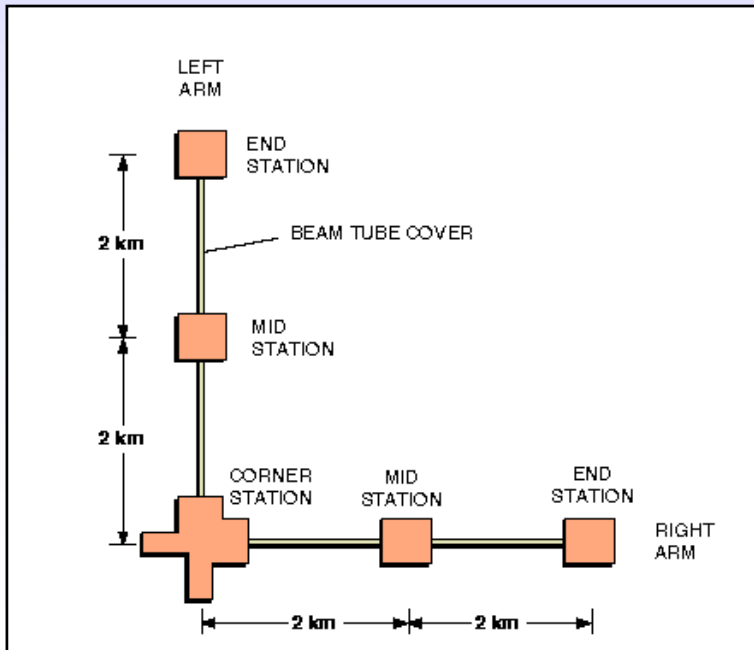 LEFT
ARM
END
STATION
2 km
BEAM TUBE COVER
MID
STATION
2 km
CORNER
STATION
MID
STATION
END
STATION
RIGHT
ARM
2 km
2 km